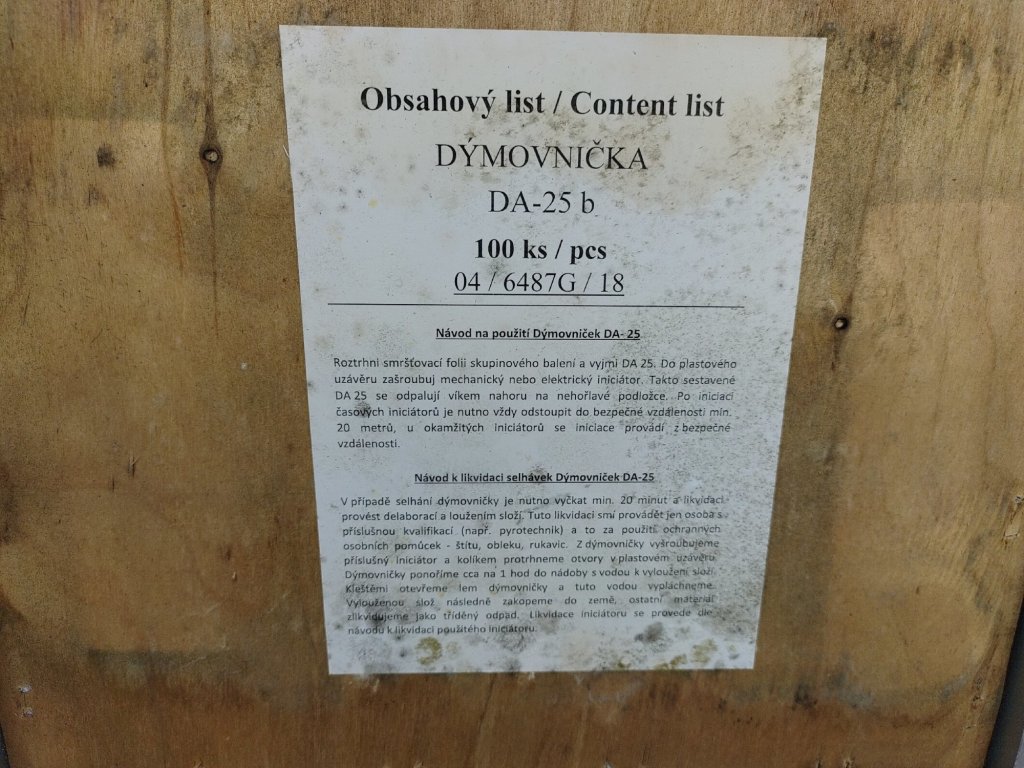 Obsahový list / Content list
DÝMOVNIČKA
DA-25 b
100 ks / pcs
04 / 6487G / 18
Návod na použití Dýmovniček DA- 25
Roztrhni smršťovací folii skupinového balení a vyjmi DA 25. Do plastového
uzávěru zašroubuj mechanický nebo elektrický iniciátor. Takto sestavené
DA 25 se odpalují víkem nahoru na nehořlavé podložce. Po iniciaci
časových iniciátorů je nutno vždy odstoupit do bezpečné vzdálenosti min.
20 metrů, u okamžitých iniciátorů se iniciace provádí z bezpečné
vzdálenosti.
Návod k likvidaci selhávek Dýmovniček DA-25
V případě selhání dýmovničky je nutno vyčkat min. 20 minut a likvidaci
provést delaborací a loužením složí. Tuto likvidaci smí provádět jen osoba s
příslušnou kvalifikací (např. pyrotechnik) a to za použití ochranných
osobních pomůcek - štítu, obleku, rukavic. Z dýmovničky vyšroubujeme
příslušný iniciátor a kolíkem protrhneme otvory v plastovém uzávěru.
Dýmovničky ponoříme cca na 1 hod do nádoby s vodou k vyloužení složí.
Kleštěmi otevřeme lem dýmovničky a tuto vodou vypláchneme.
Vylouženou slož následně zakopeme do země, ostatní materiál
zlikvidujeme jako tříděný odpad. Likvidace iniciátoru se provede dle
návodu k likvidaci použitého iniciátoru.